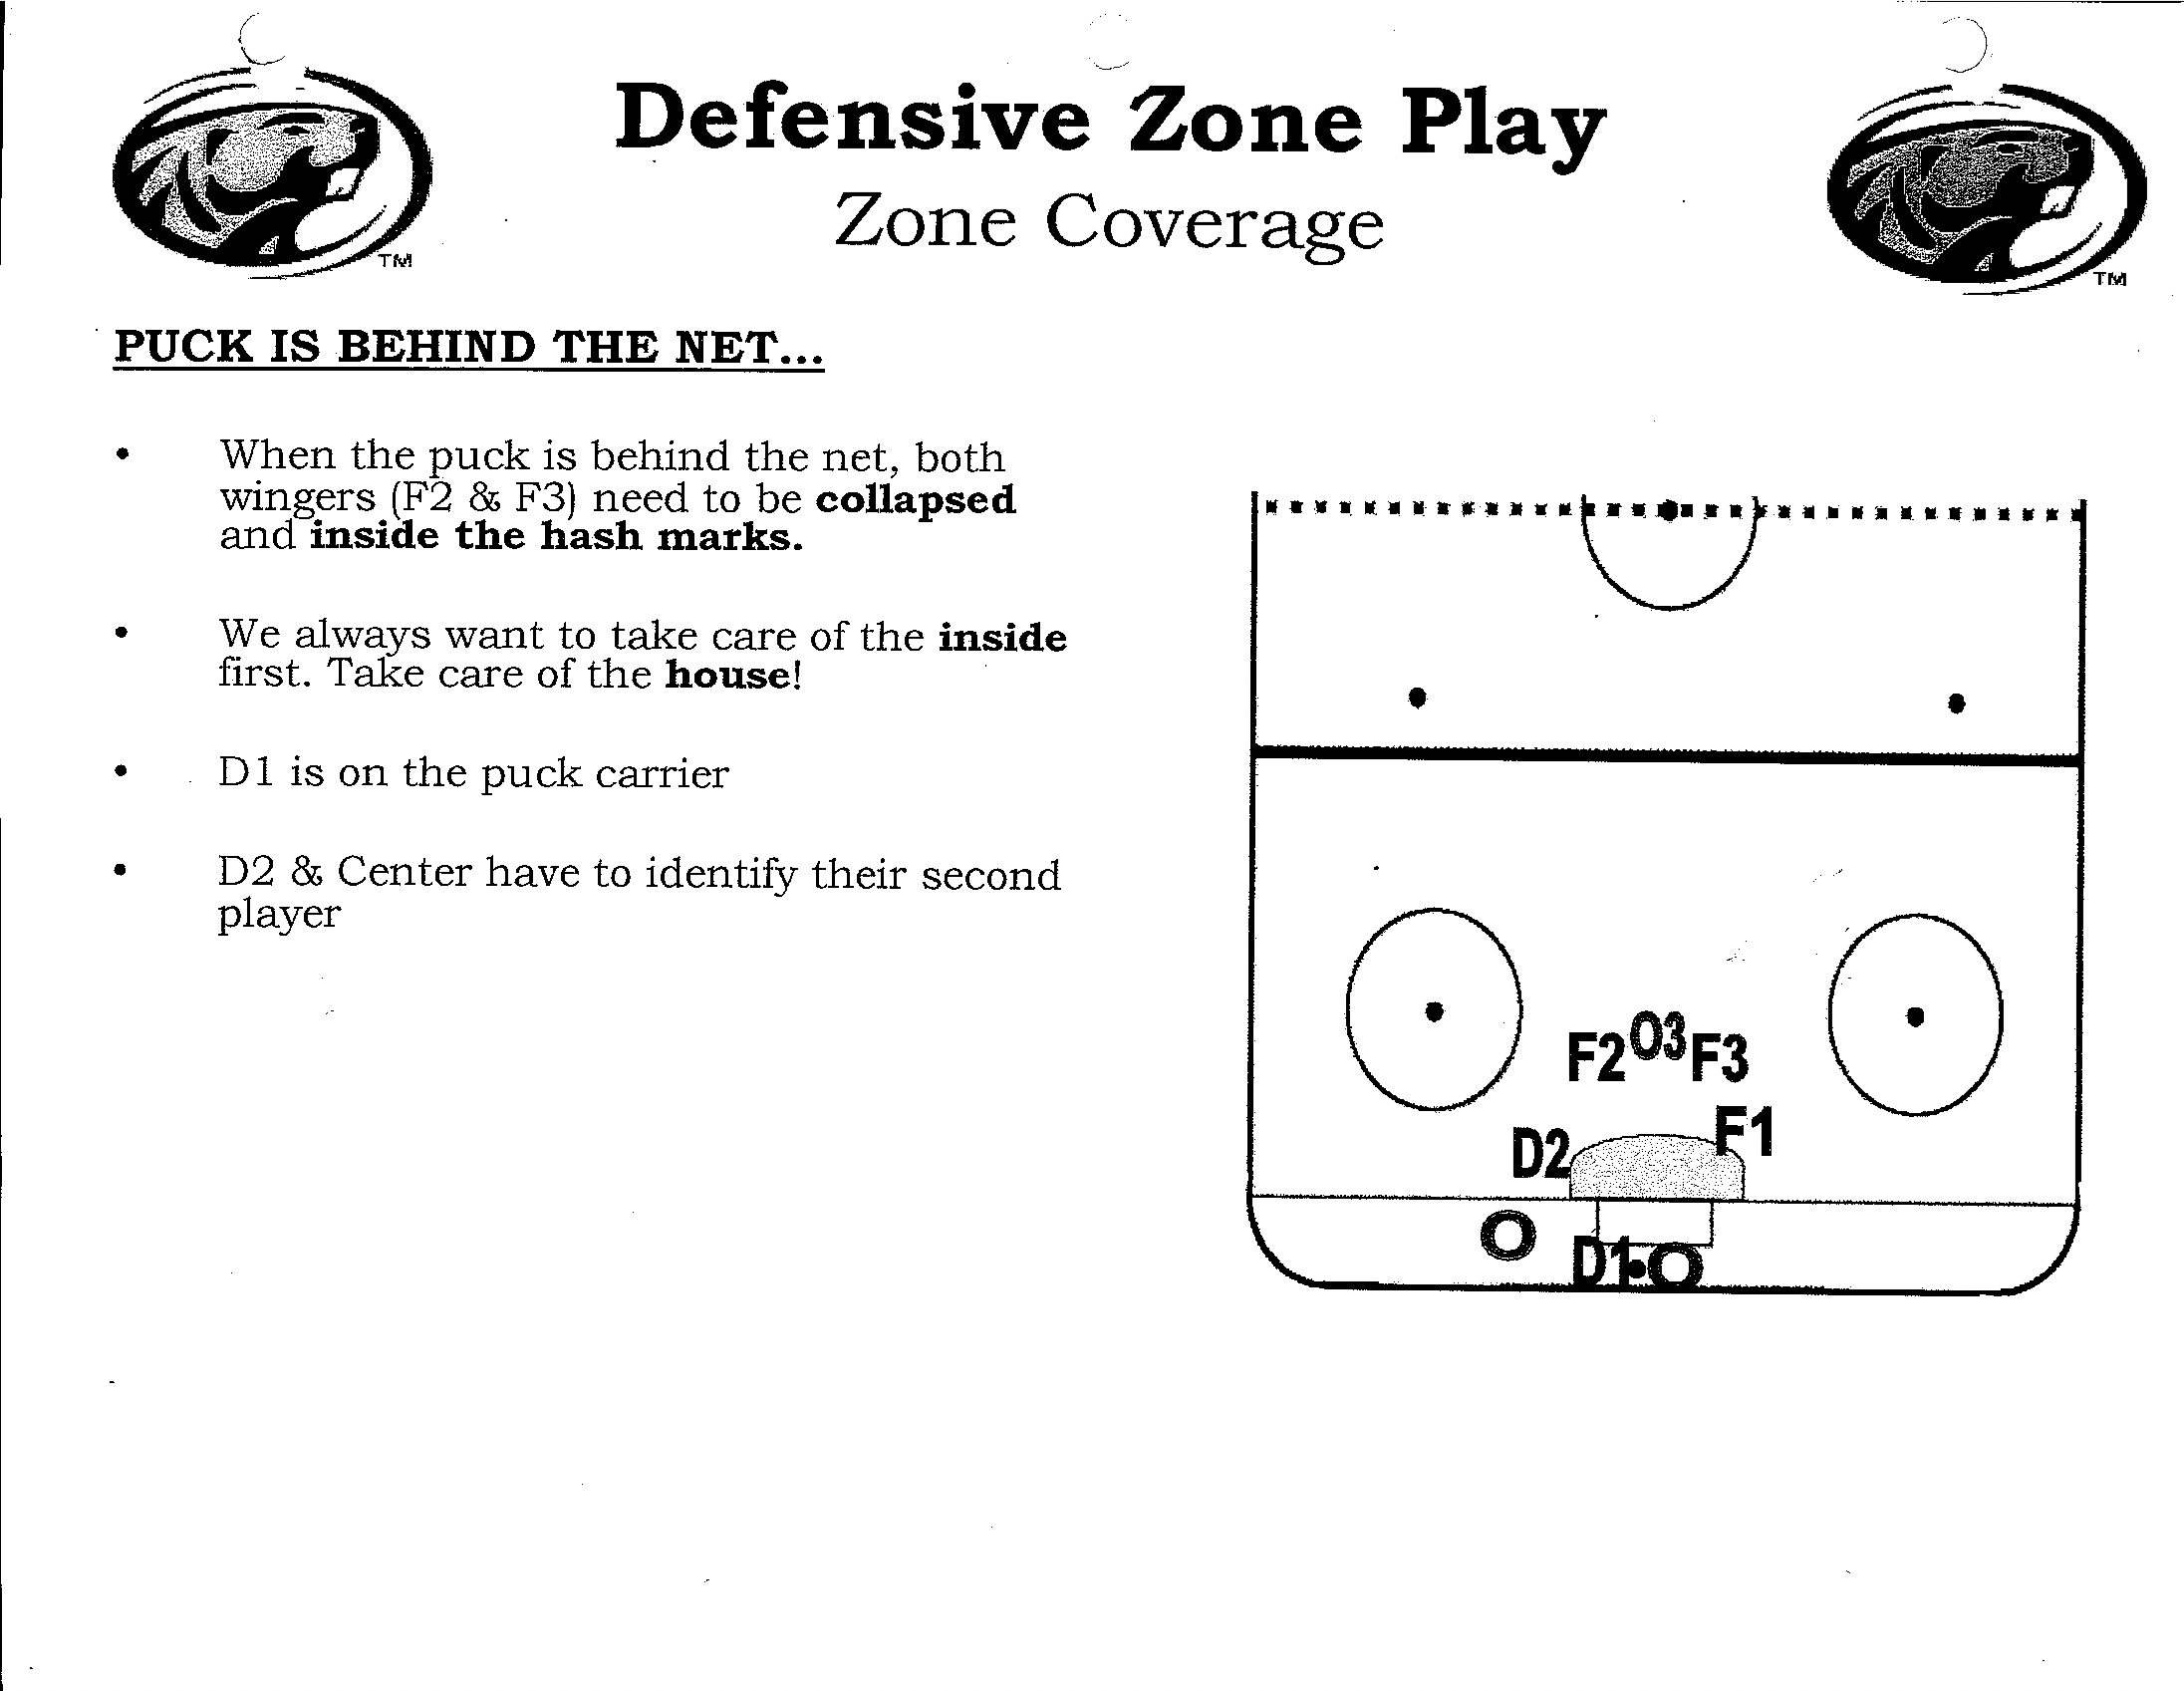 Defensive Zone Play
Zone Coverage
TM
TM
PUCK IS BEHIND THE NET...
• When the puck is behind the net, both
wingers (F2 & F3) need to be collapsed
and inside the hash marks.
• We always want to take care of the inside
first. Take care of the house!
• D1 is on the puck carrier
• D2 & Center have to identify their second
player
F2 O3 F3
F1
D2
O
D1 O